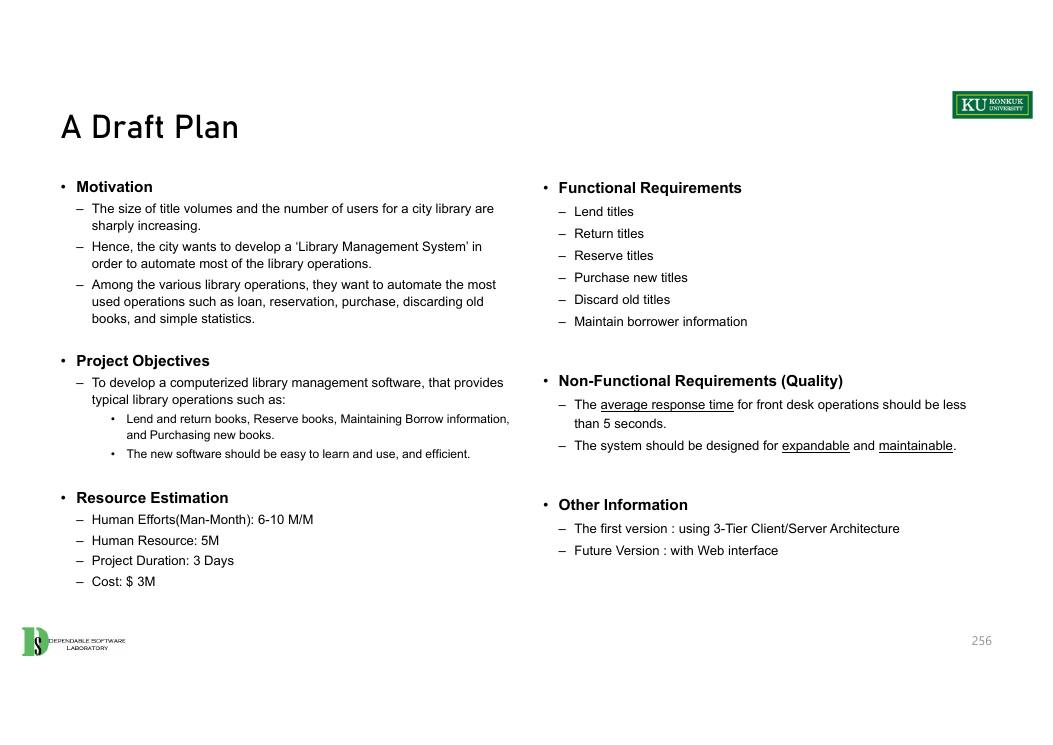 KU KONKUK
UNIVERSITY
A Draft Plan
• Motivation
– The size of title volumes and the number of users for a city library are
sharply increasing.
– Hence, the city wants to develop a ‘Library Management System’ in
order to automate most of the library operations.
– Among the various library operations, they want to automate the most
used operations such as loan, reservation, purchase, discarding old
books, and simple statistics.
• Project Objectives
– To develop a computerized library management software, that provides
typical library operations such as:
• Lend and return books, Reserve books, Maintaining Borrow information,
and Purchasing new books.
• The new software should be easy to learn and use, and efficient.
• Resource Estimation
– Human Efforts(Man-Month): 6-10 M/M
– Human Resource: 5M
– Project Duration: 3 Days
– Cost: $ 3M
• Functional Requirements
– Lend titles
– Return titles
– Reserve titles
– Purchase new titles
– Discard old titles
– Maintain borrower information
• Non-Functional Requirements (Quality)
– The average response time for front desk operations should be less
than 5 seconds.
– The system should be designed for expandable and maintainable.
• Other Information
– The first version : using 3-Tier Client/Server Architecture
– Future Version : with Web interface
DS DEPENDABLE SOFTWARE
LABORATORY
256